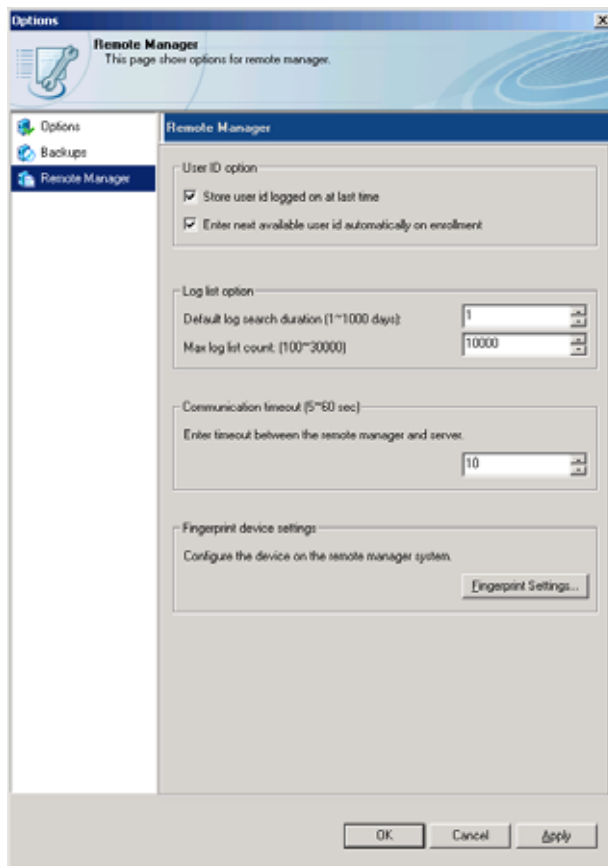 Options
Remote Manager
This page show options for remote manager.
Options
Backups
Remote Manager
Remote Manager
User ID option
Store user id logged on at last time
Enter next available user id automatically on enrollment
Log list option
Default log search duration (1~1000 days):
1
Max log list count: (100~30000)
10000
Communication timeout (5~60 sec)
Enter timeout between the remote manager and server.
10
Fingerprint device settings
Configure the device on the remote manager system.
Fingerprint Settings...
OK
Cancel
Apply